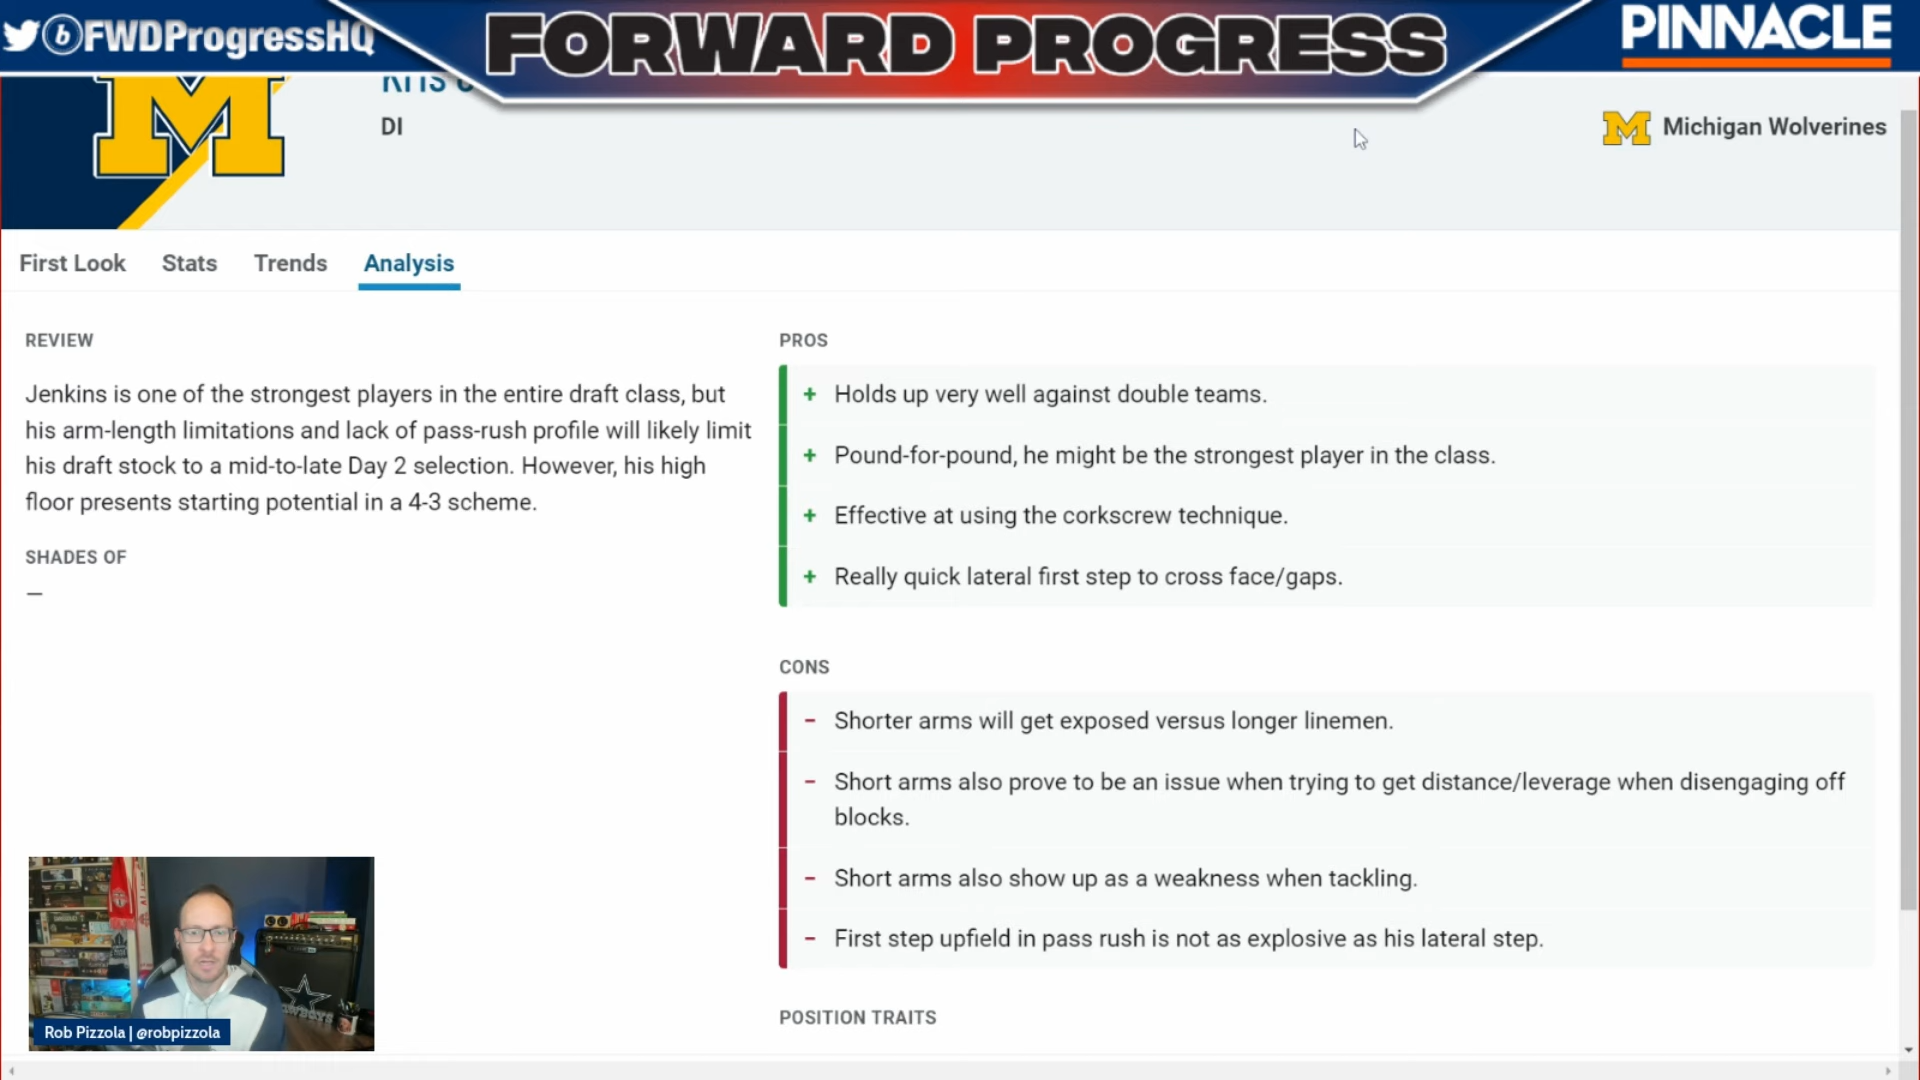 FWDProgressHQ
FORWARD PROGRESS
PINNACLE
DI
Michigan Wolverines
First Look
Stats
Trends
Analysis
REVIEW
Jenkins is one of the strongest players in the entire draft class, but
his arm-length limitations and lack of pass-rush profile will likely limit
his draft stock to a mid-to-late Day 2 selection. However, his high
floor presents starting potential in a 4-3 scheme.
SHADES OF
—
PROS
+ Holds up very well against double teams.
+ Pound-for-pound, he might be the strongest player in the class.
+ Effective at using the corkscrew technique.
+ Really quick lateral first step to cross face/gaps.
CONS
- Shorter arms will get exposed versus longer linemen.
- Short arms also prove to be an issue when trying to get distance/leverage when disengaging off
blocks.
- Short arms also show up as a weakness when tackling.
- First step upfield in pass rush is not as explosive as his lateral step.
POSITION TRAITS
Rob Pizzola | @robpizzola